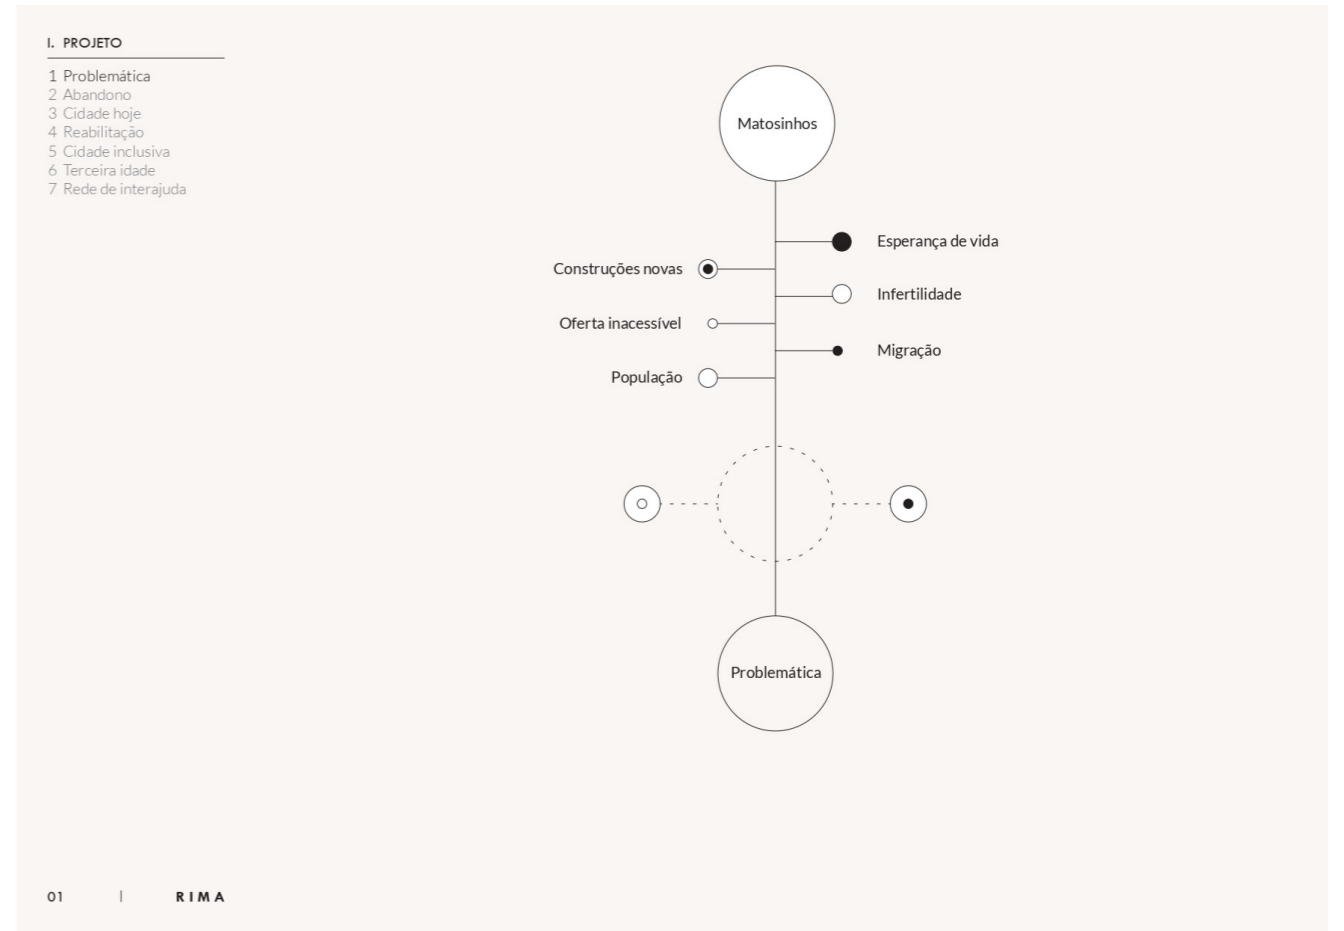 I. PROJETO
1 Problemática
2 Abandono
3 Cidade hoje
4 Reabilitação
5 Cidade inclusiva
6 Terceira idade
7 Rede de interajuda
Matosinhos
Esperança de vida
Construções novas
Infertilidade
Oferta inacessível
Migração
População
Problemática
01 | RIMA